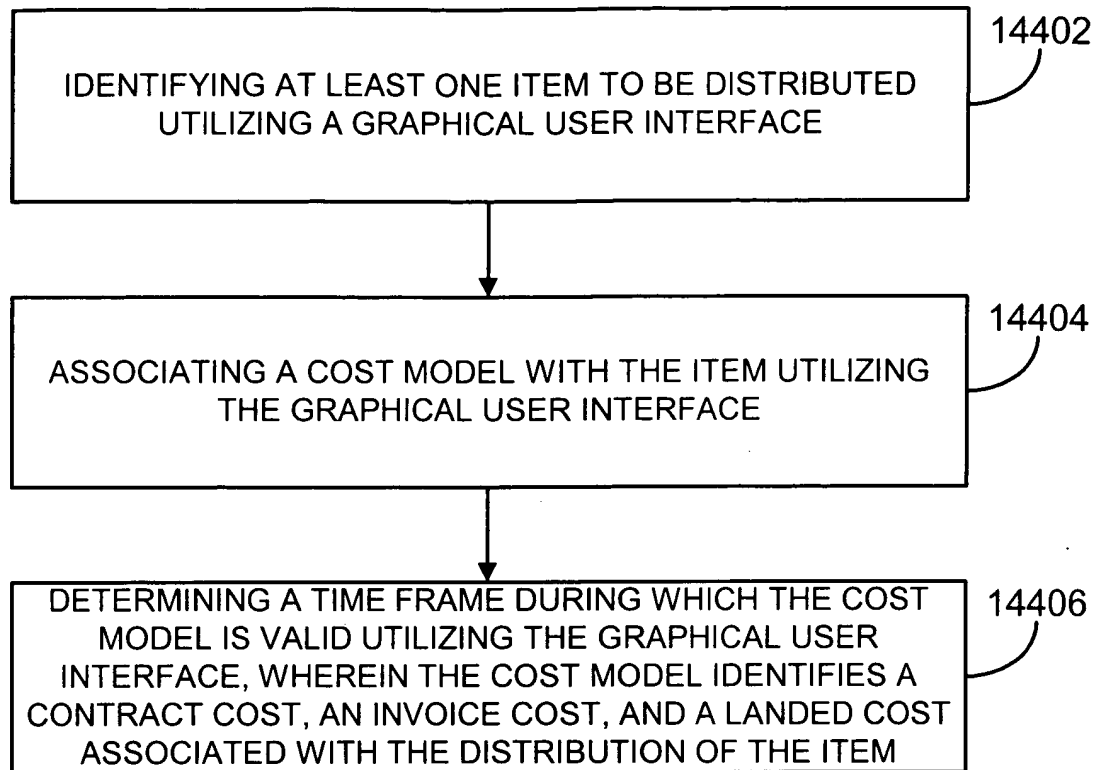 14402
IDENTIFYING AT LEAST ONE ITEM TO BE DISTRIBUTED
UTILIZING A GRAPHICAL USER INTERFACE
14404
ASSOCIATING A COST MODEL WITH THE ITEM UTILIZING
THE GRAPHICAL USER INTERFACE
14406
DETERMINING A TIME FRAME DURING WHICH THE COST
MODEL IS VALID UTILIZING THE GRAPHICAL USER
INTERFACE, WHEREIN THE COST MODEL IDENTIFIES A
CONTRACT COST, AN INVOICE COST, AND A LANDED COST
ASSOCIATED WITH THE DISTRIBUTION OF THE ITEM